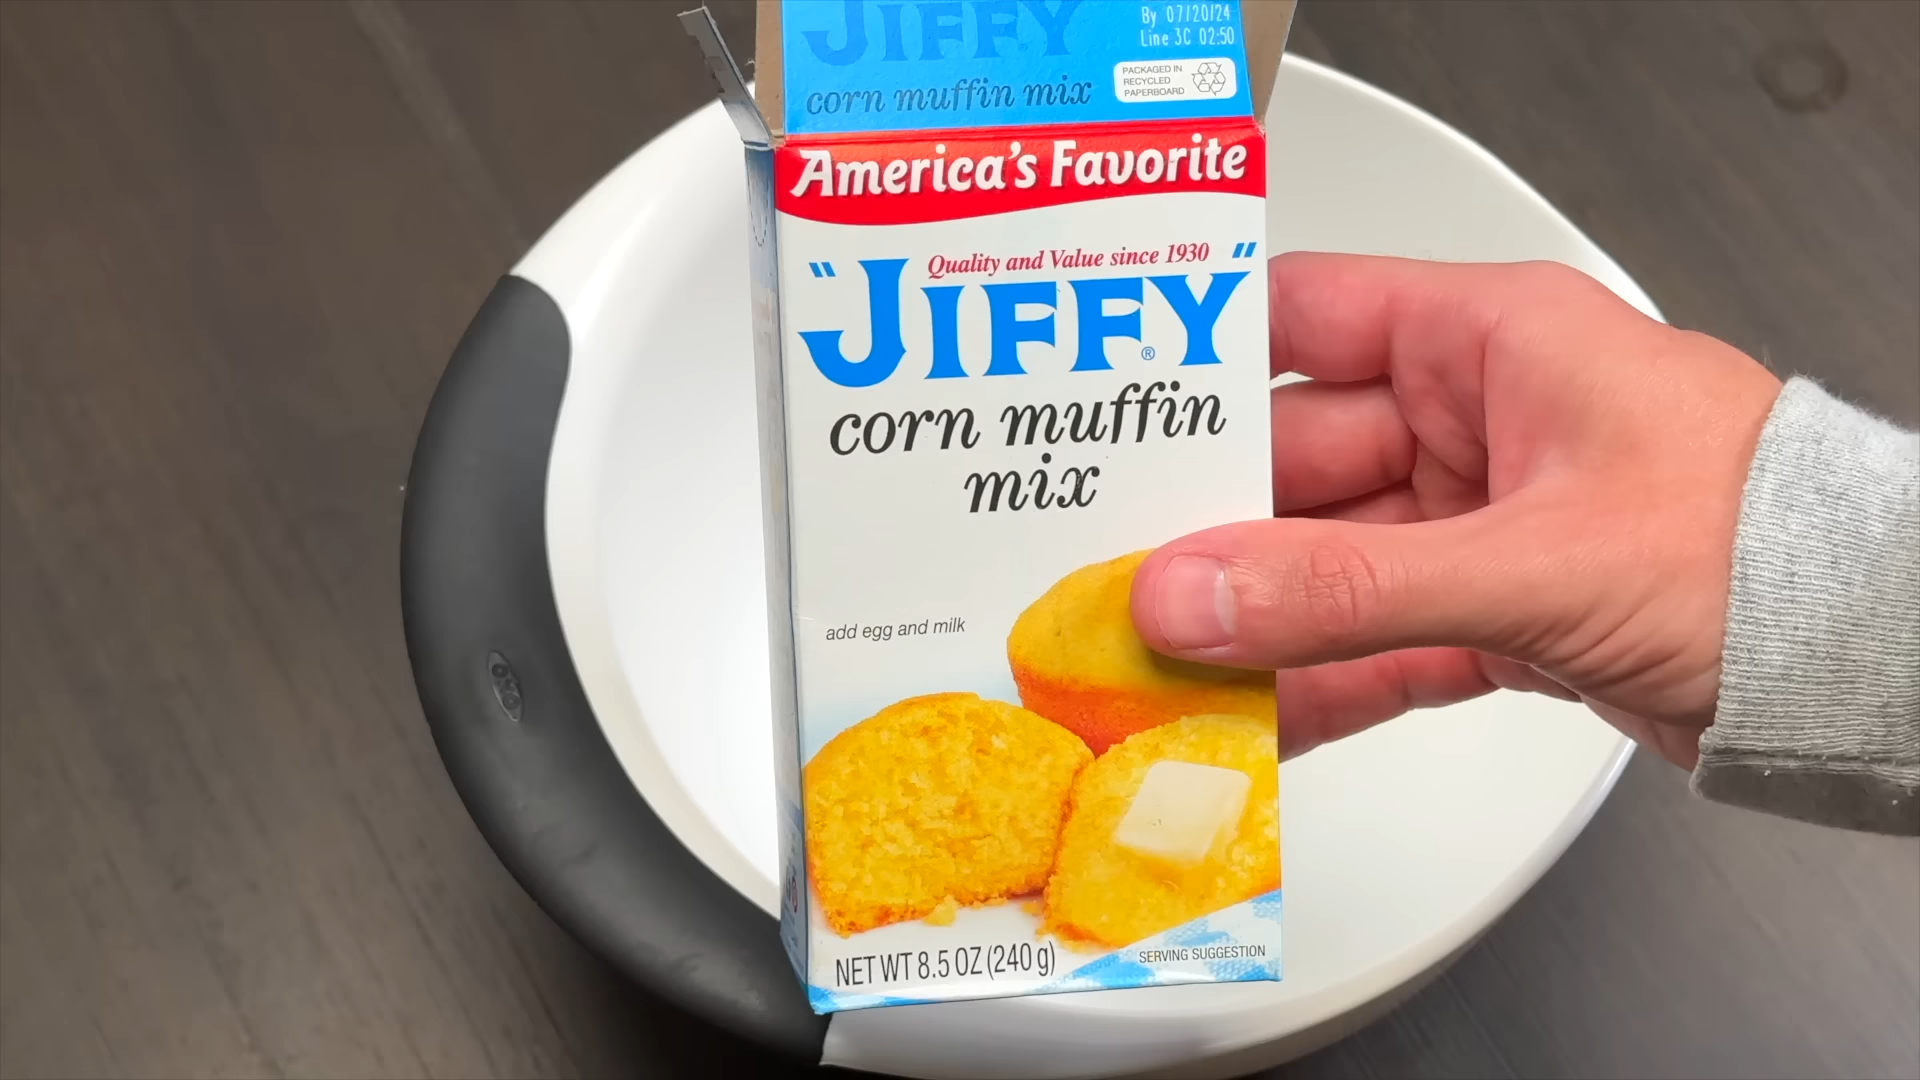 JIFFY
By 07/20/24
Line 3C 02:50
corn muffin mix
PACKAGED IN
RECYCLED
PAPERBOARD
America's Favorite
Quality and Value since 1930
"JIFFY"®
corn muffin
mix
add egg and milk
NET WT 8.5 OZ (240 g)
SERVING SUGGESTION
OXO